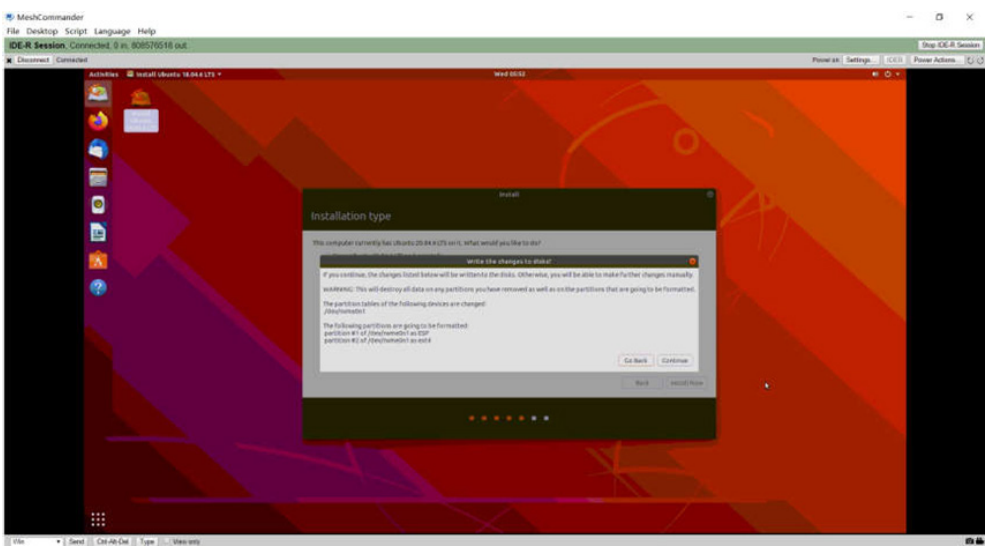 MeshCommander
File Desktop Script Language Help
IDE-R Session, Connected, 0 in, 808576518 out.
Stop IDE-R Session
Disconnect Connected
Power on Settings... IDER Power Actions...
Activities Install Ubuntu 18.04.6 LTS
Wed 05:52
Install
Installation type
This computer currently has Ubuntu 20.04.6 LTS on it. What would you like to do?
Write the changes to disks?
If you continue, the changes listed below will be written to the disks. Otherwise, you will be able to make further changes manually.
WARNING: This will destroy all data on any partitions you have removed as well as on the partitions that are going to be formatted.
The partition tables of the following devices are changed:
/dev/nvme0n1
The following partitions are going to be formatted:
partition #1 of /dev/nvme0n1 as ESP
partition #2 of /dev/nvme0n1 as ext4
Go Back Continue
Back Install Now
Win Send Ctrl-Alt-Del Type View only